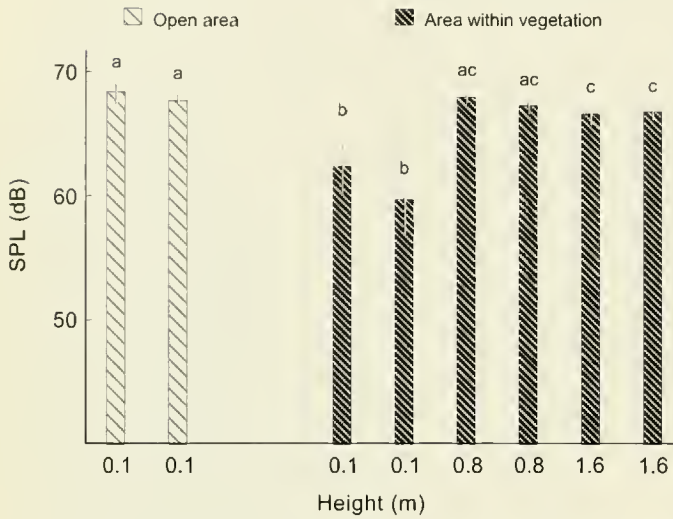 Open area
Area within vegetation
SPL (dB)
70
60
50
a
a
b
b
ac
ac
c
c
0.1
0.1
0.1
0.1
0.8
0.8
1.6
1.6
Height (m)